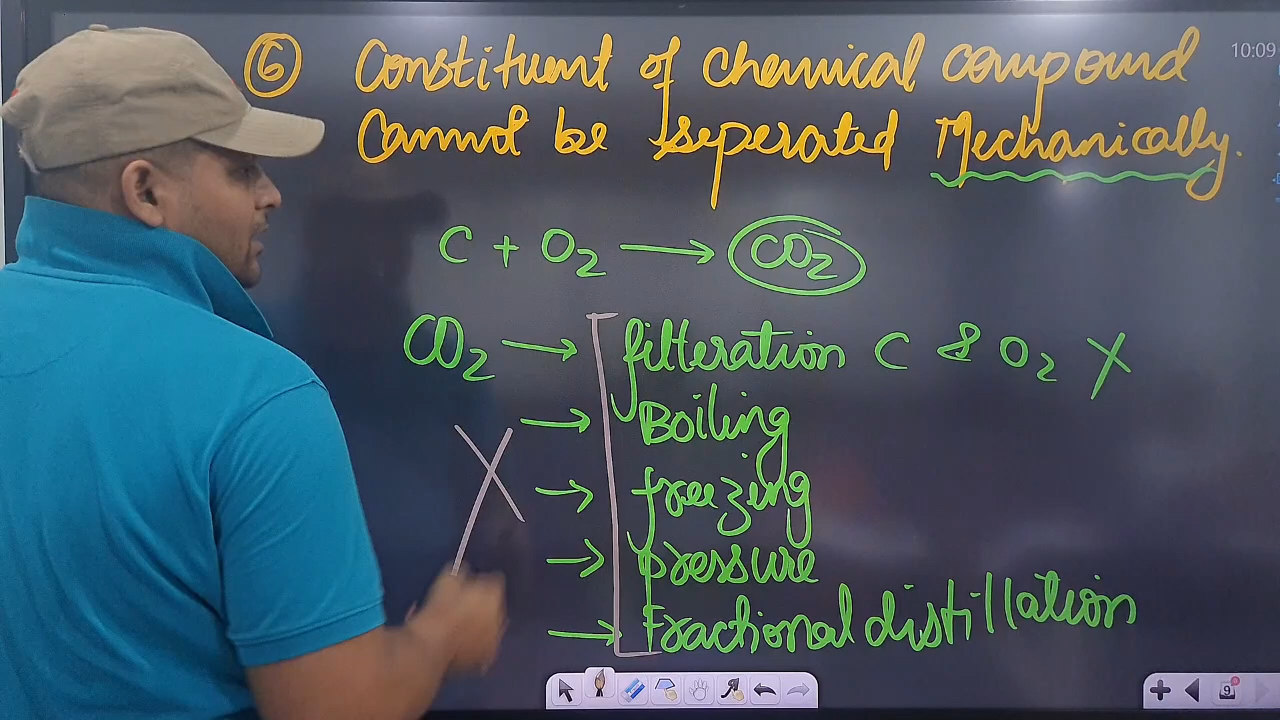 ⑥ Constituent of chemical compound
Cannot be seperated Mechanically.
10:09
C + O₂ → CO₂
CO₂ → filteration C & O₂ X
→ Boiling
X → freezing
→ pressure
→ Fractional distillation
9